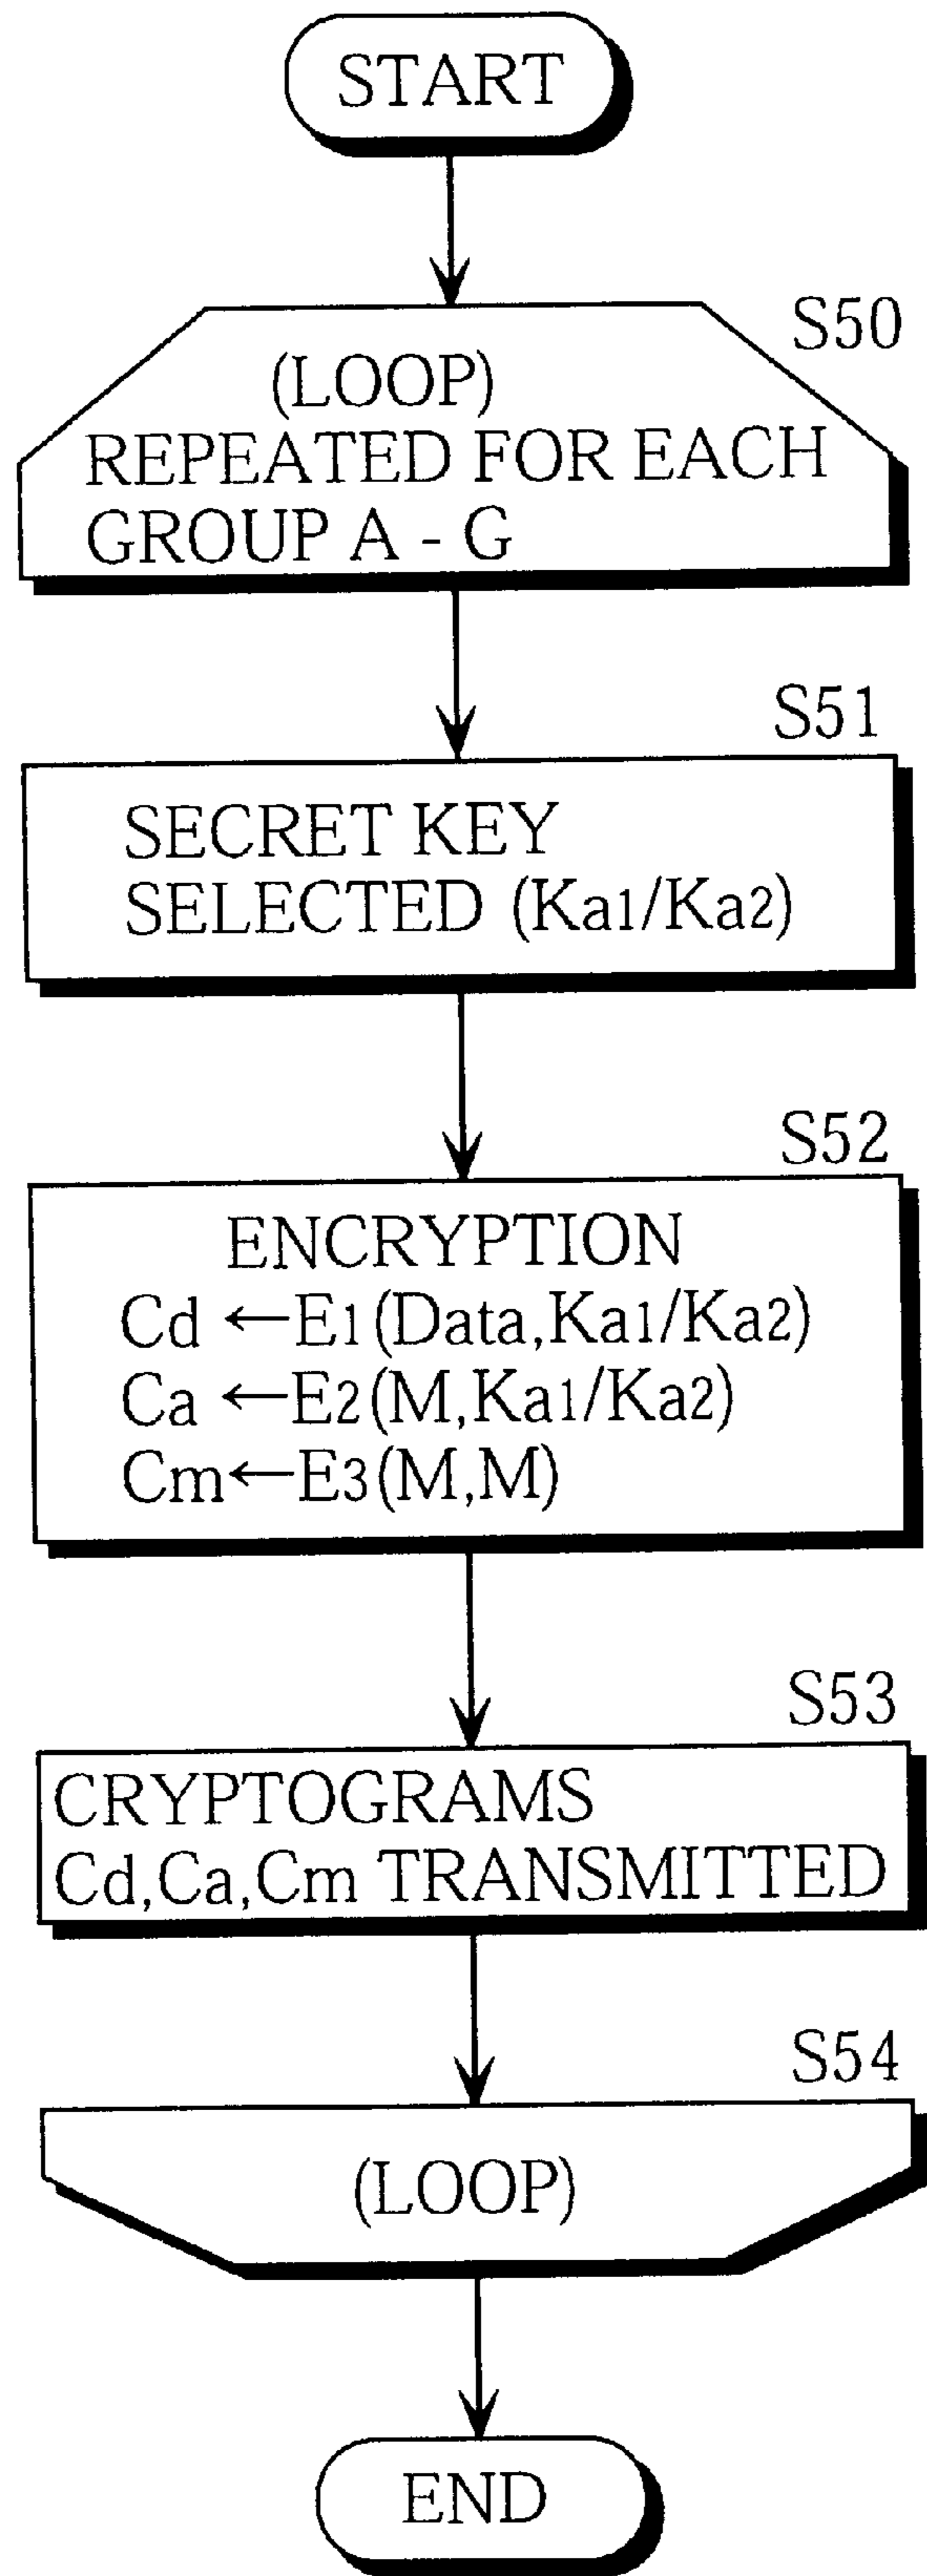 START
S50
(LOOP)
REPEATED FOR EACH
GROUP A - G
S51
SECRET KEY
SELECTED (Ka1/Ka2)
S52
ENCRYPTION
Cd ←E1(Data,Ka1/Ka2)
Ca ←E2(M,Ka1/Ka2)
Cm←E3(M,M)
S53
CRYPTOGRAMS
Cd,Ca,Cm TRANSMITTED
S54
(LOOP)
END